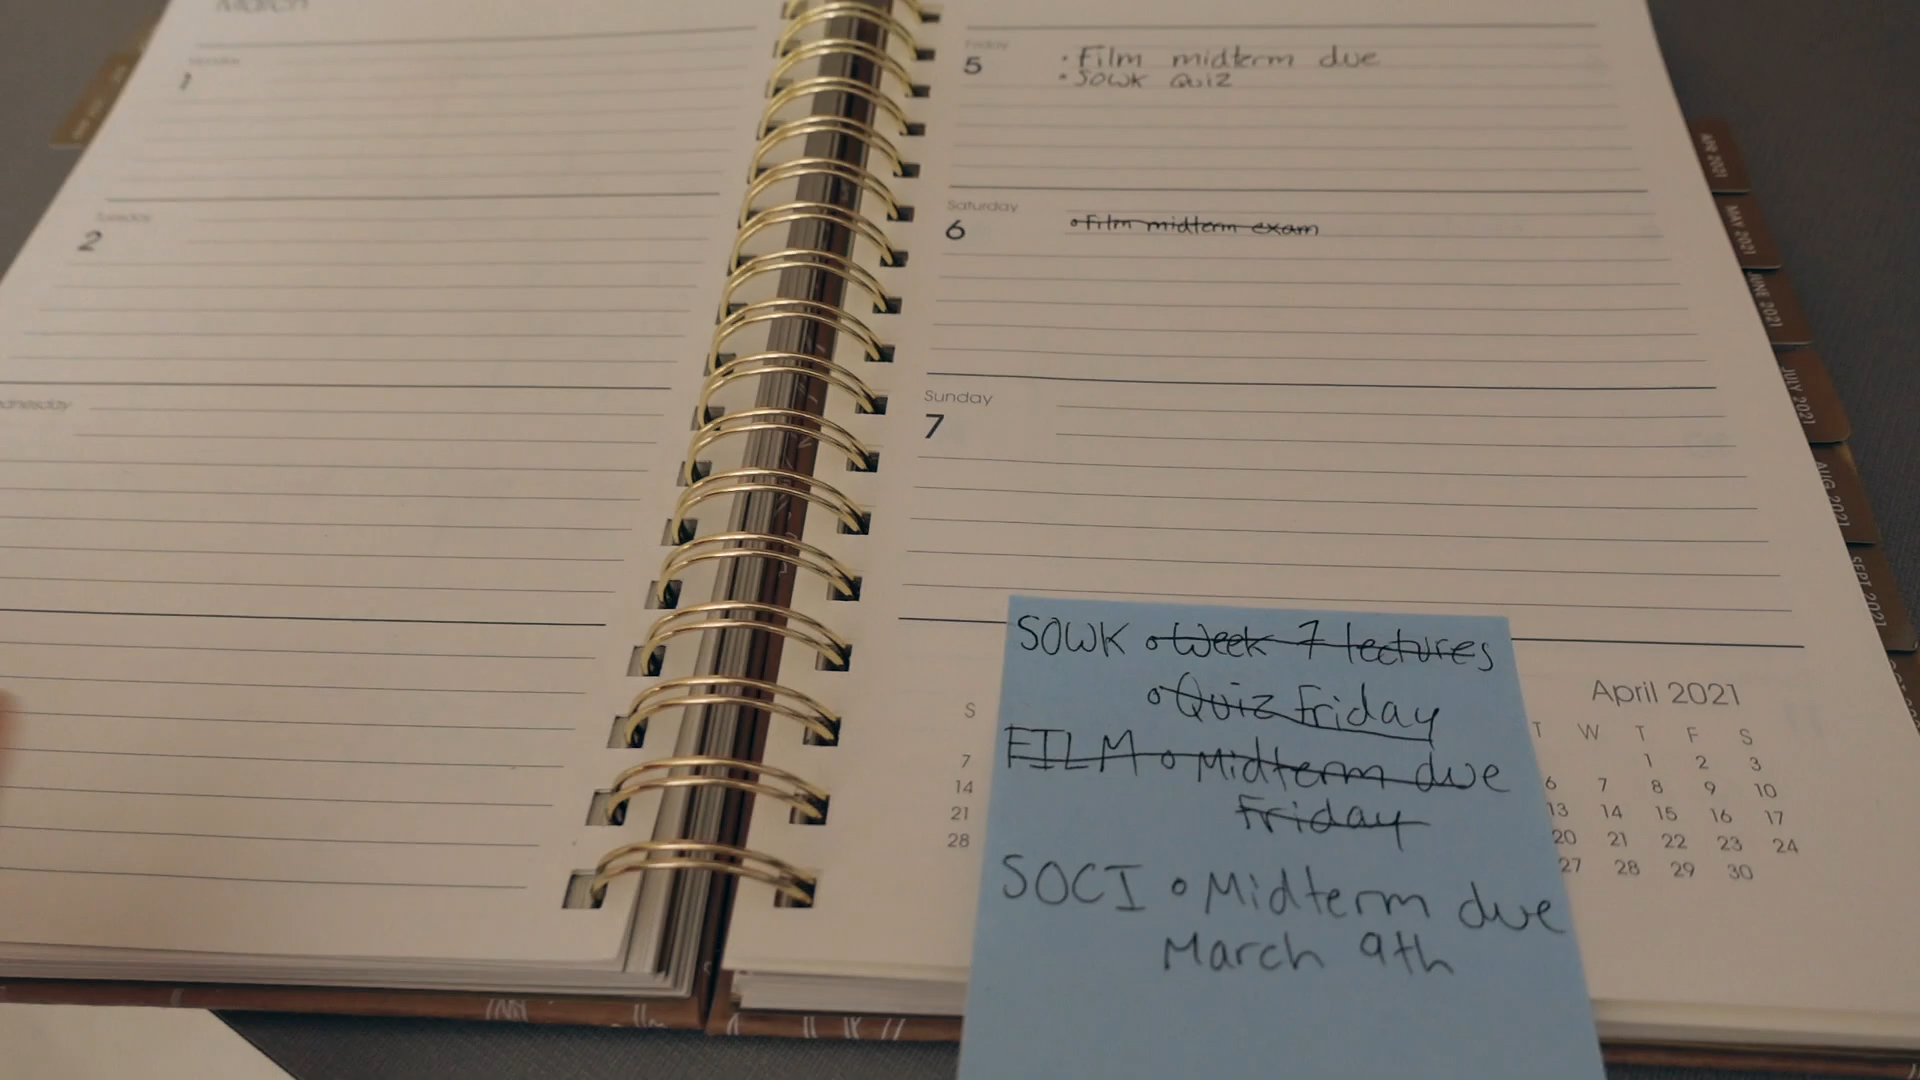 March
Monday
1
Tuesday
2
Friday
5
• Film midterm due
• SOWK Quiz
Saturday
6
• Film midterm exam
Sunday
7
SOWK • Week 7 lectures
• Quiz Friday
FILM • Midterm due
Friday
SOCI • Midterm due
March 9th
S
7
14
21
28
April 2021
T W T F S
1 2 3
6 7 8 9 10
13 14 15 16 17
20 21 22 23 24
27 28 29 30
APR 2021
MAY 2021
JUNE 2021
JULY 2021
AUG 2021
SEPT 2021